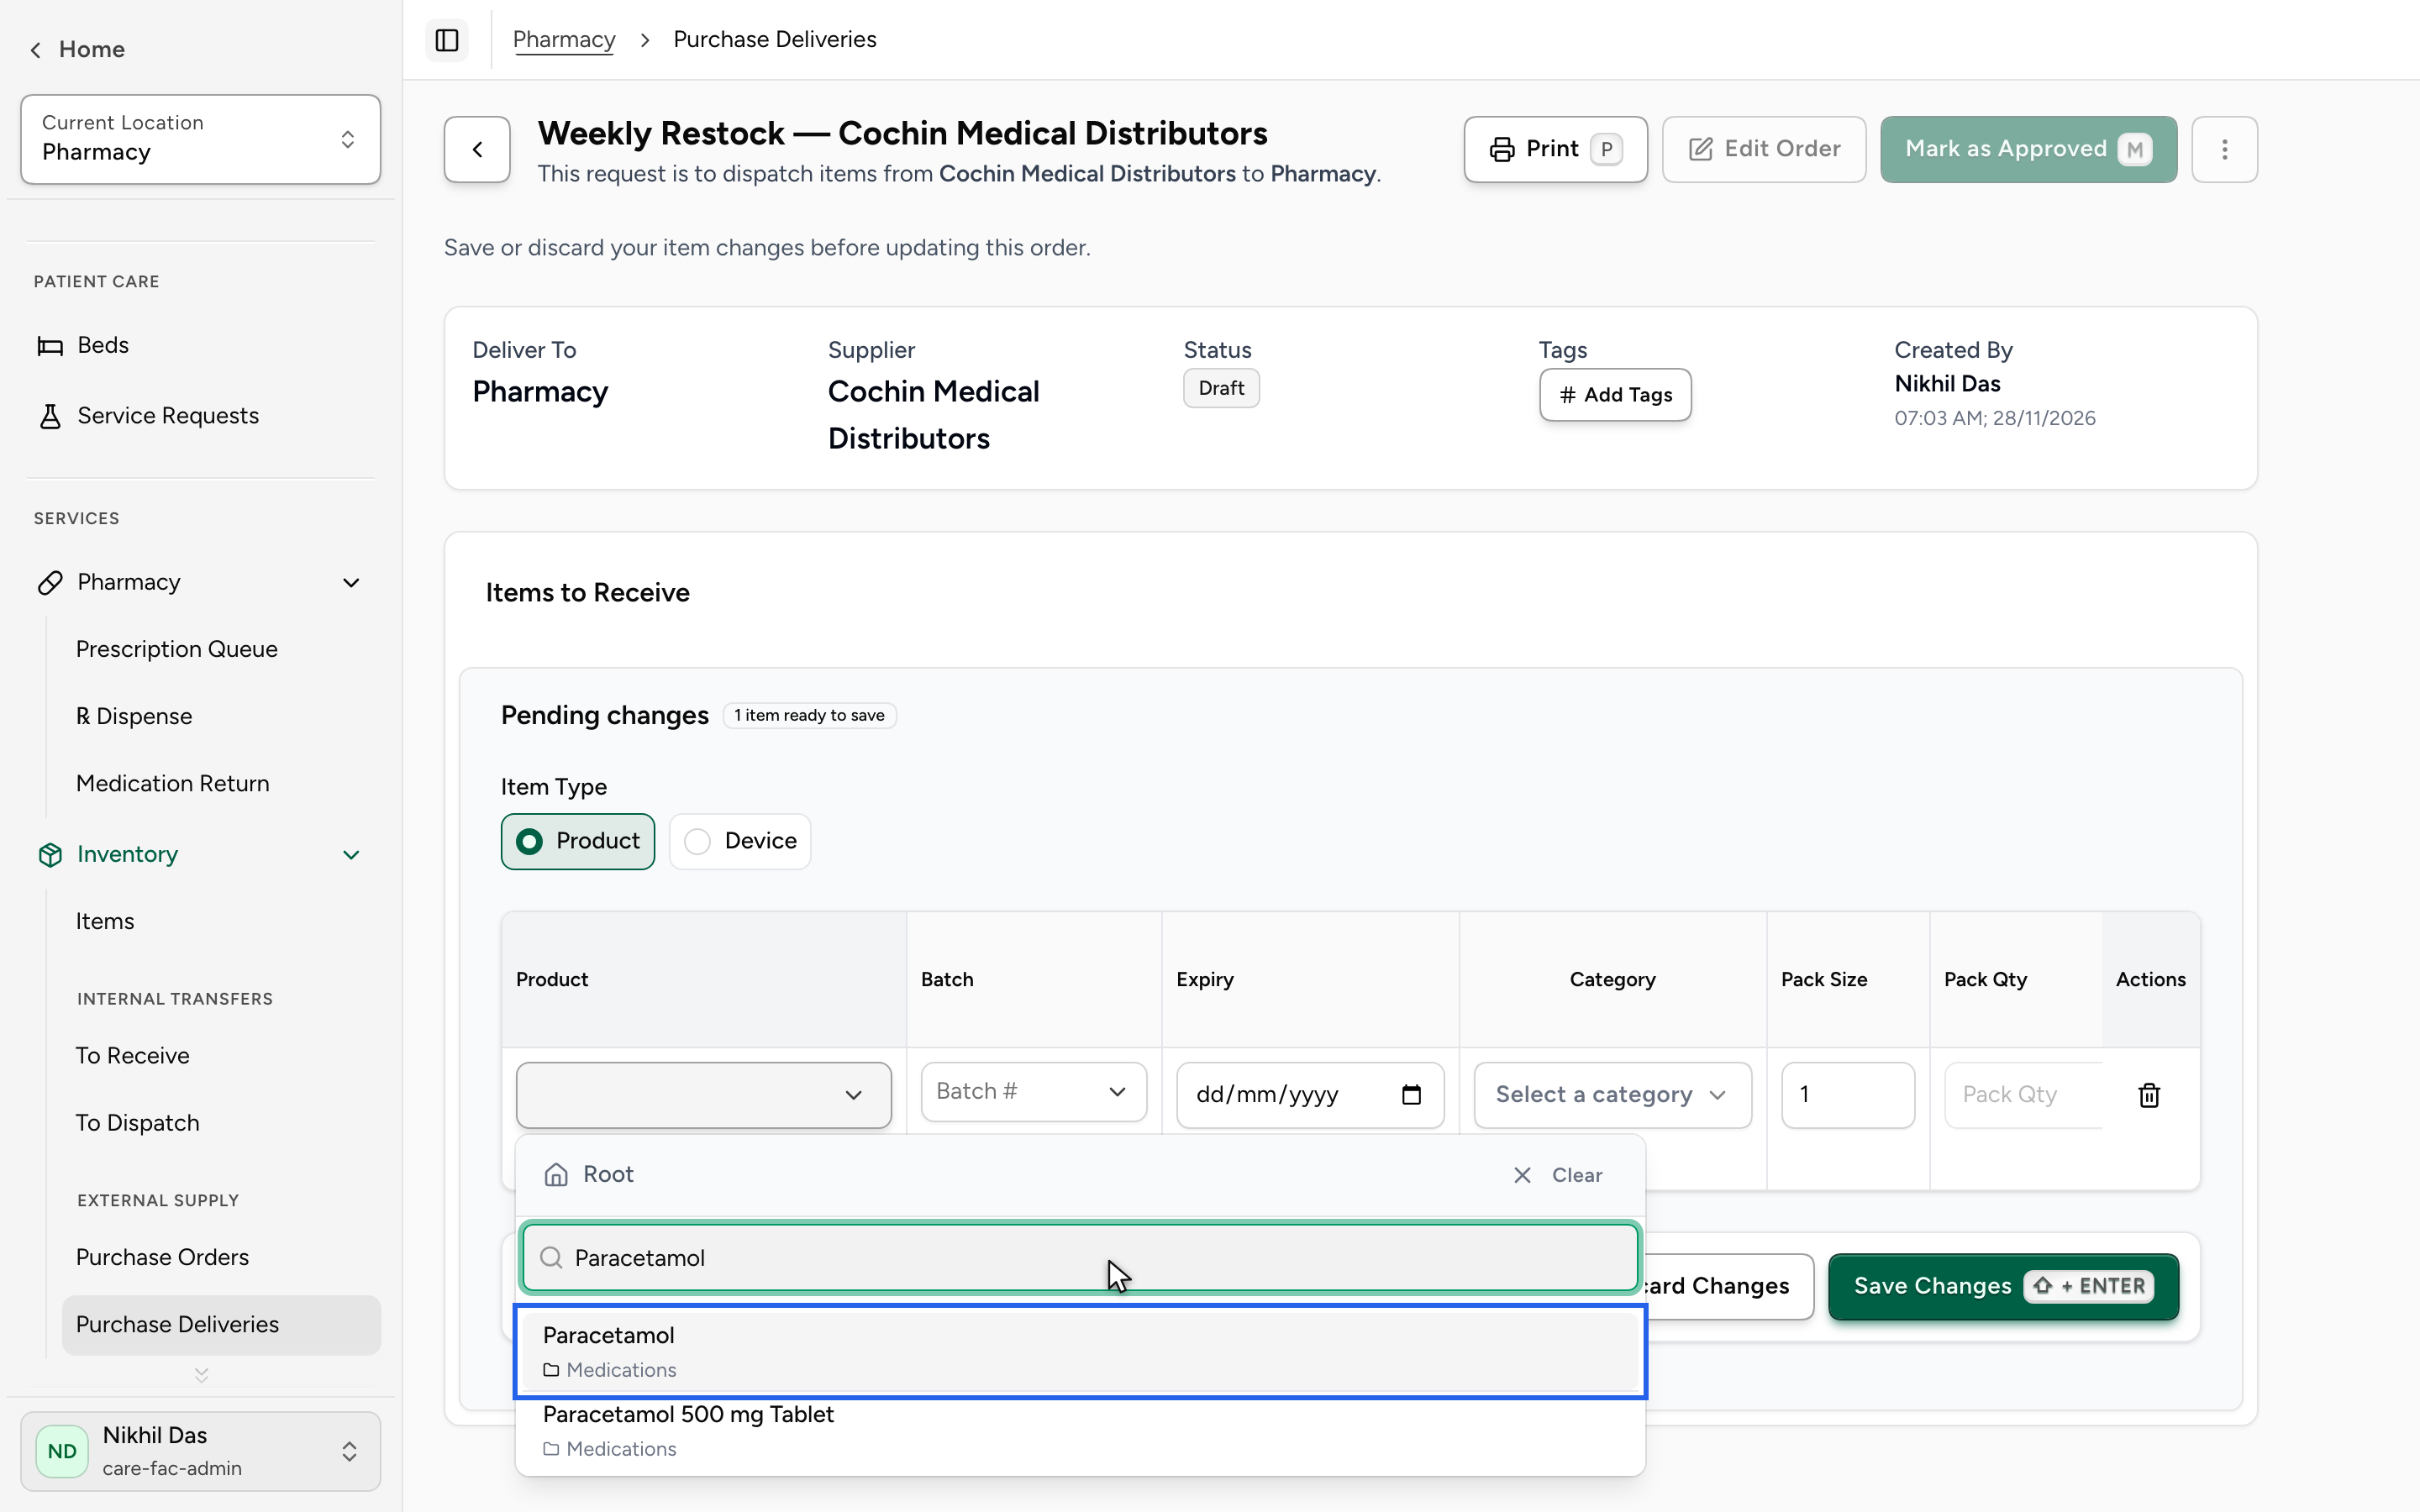 Home
Current Location
Pharmacy
PATIENT CARE
Beds
Service Requests
SERVICES
Pharmacy
Prescription Queue
℞ Dispense
Medication Return
Inventory
Items
INTERNAL TRANSFERS
To Receive
To Dispatch
EXTERNAL SUPPLY
Purchase Orders
Purchase Deliveries
ND
Nikhil Das
care-fac-admin
Pharmacy > Purchase Deliveries
Weekly Restock — Cochin Medical Distributors
This request is to dispatch items from Cochin Medical Distributors to Pharmacy.
Print P
Edit Order
Mark as Approved M
Save or discard your item changes before updating this order.
Deliver To
Pharmacy
Supplier
Cochin Medical
Distributors
Status
Draft
Tags
# Add Tags
Created By
Nikhil Das
07:03 AM; 28/11/2026
Items to Receive
Pending changes 1 item ready to save
Item Type
Product Device
Product Batch Expiry Category Pack Size Pack Qty Actions
Batch # dd/mm/yyyy Select a category 1 Pack Qty
Root Clear
Paracetamol
card Changes Save Changes ⇧ + ENTER
Paracetamol
Medications
Paracetamol 500 mg Tablet
Medications